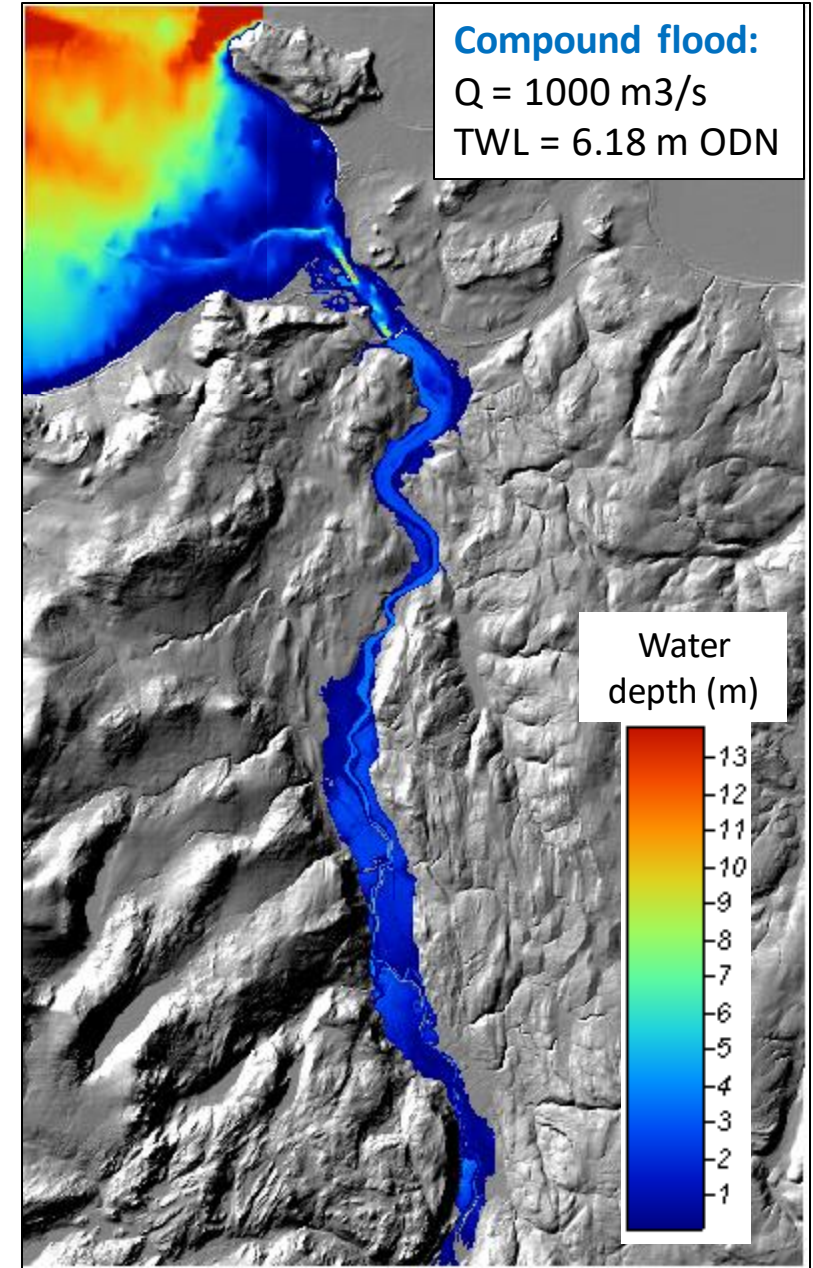 Compound flood:
Q = 1000 m3/s
TWL = 6.18 m ODN
Water
depth (m)
13
12
11
10
9
8
7
6
5
4
3
2
1